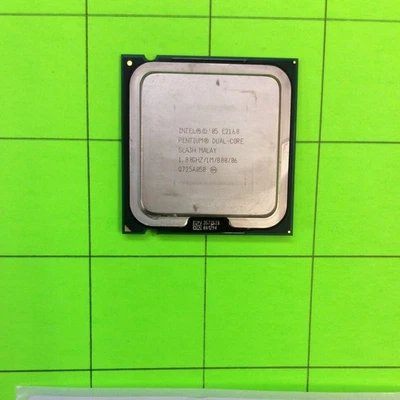 INTEL® '05 E2160
PENTIUM® DUAL-CORE
SLA3H MALAY
1.80GHZ/1M/800/06
Q725A058